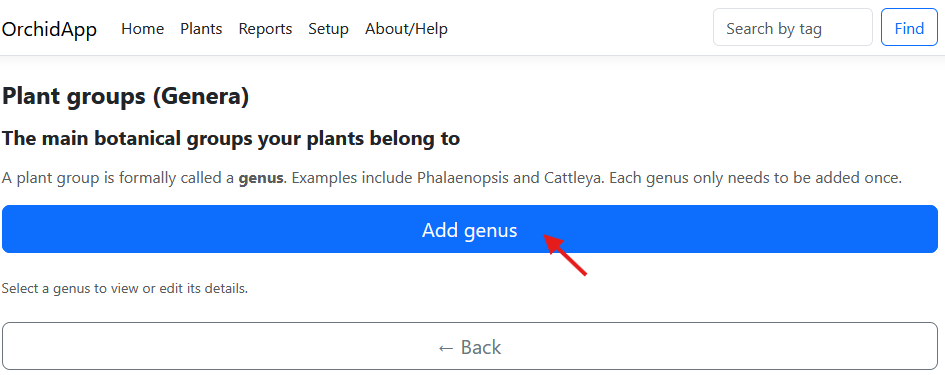 OrchidApp Home Plants Reports Setup About/Help Search by tag Find
Plant groups (Genera)
The main botanical groups your plants belong to
A plant group is formally called a genus. Examples include Phalaenopsis and Cattleya. Each genus only needs to be added once.
Add genus
Select a genus to view or edit its details.
← Back